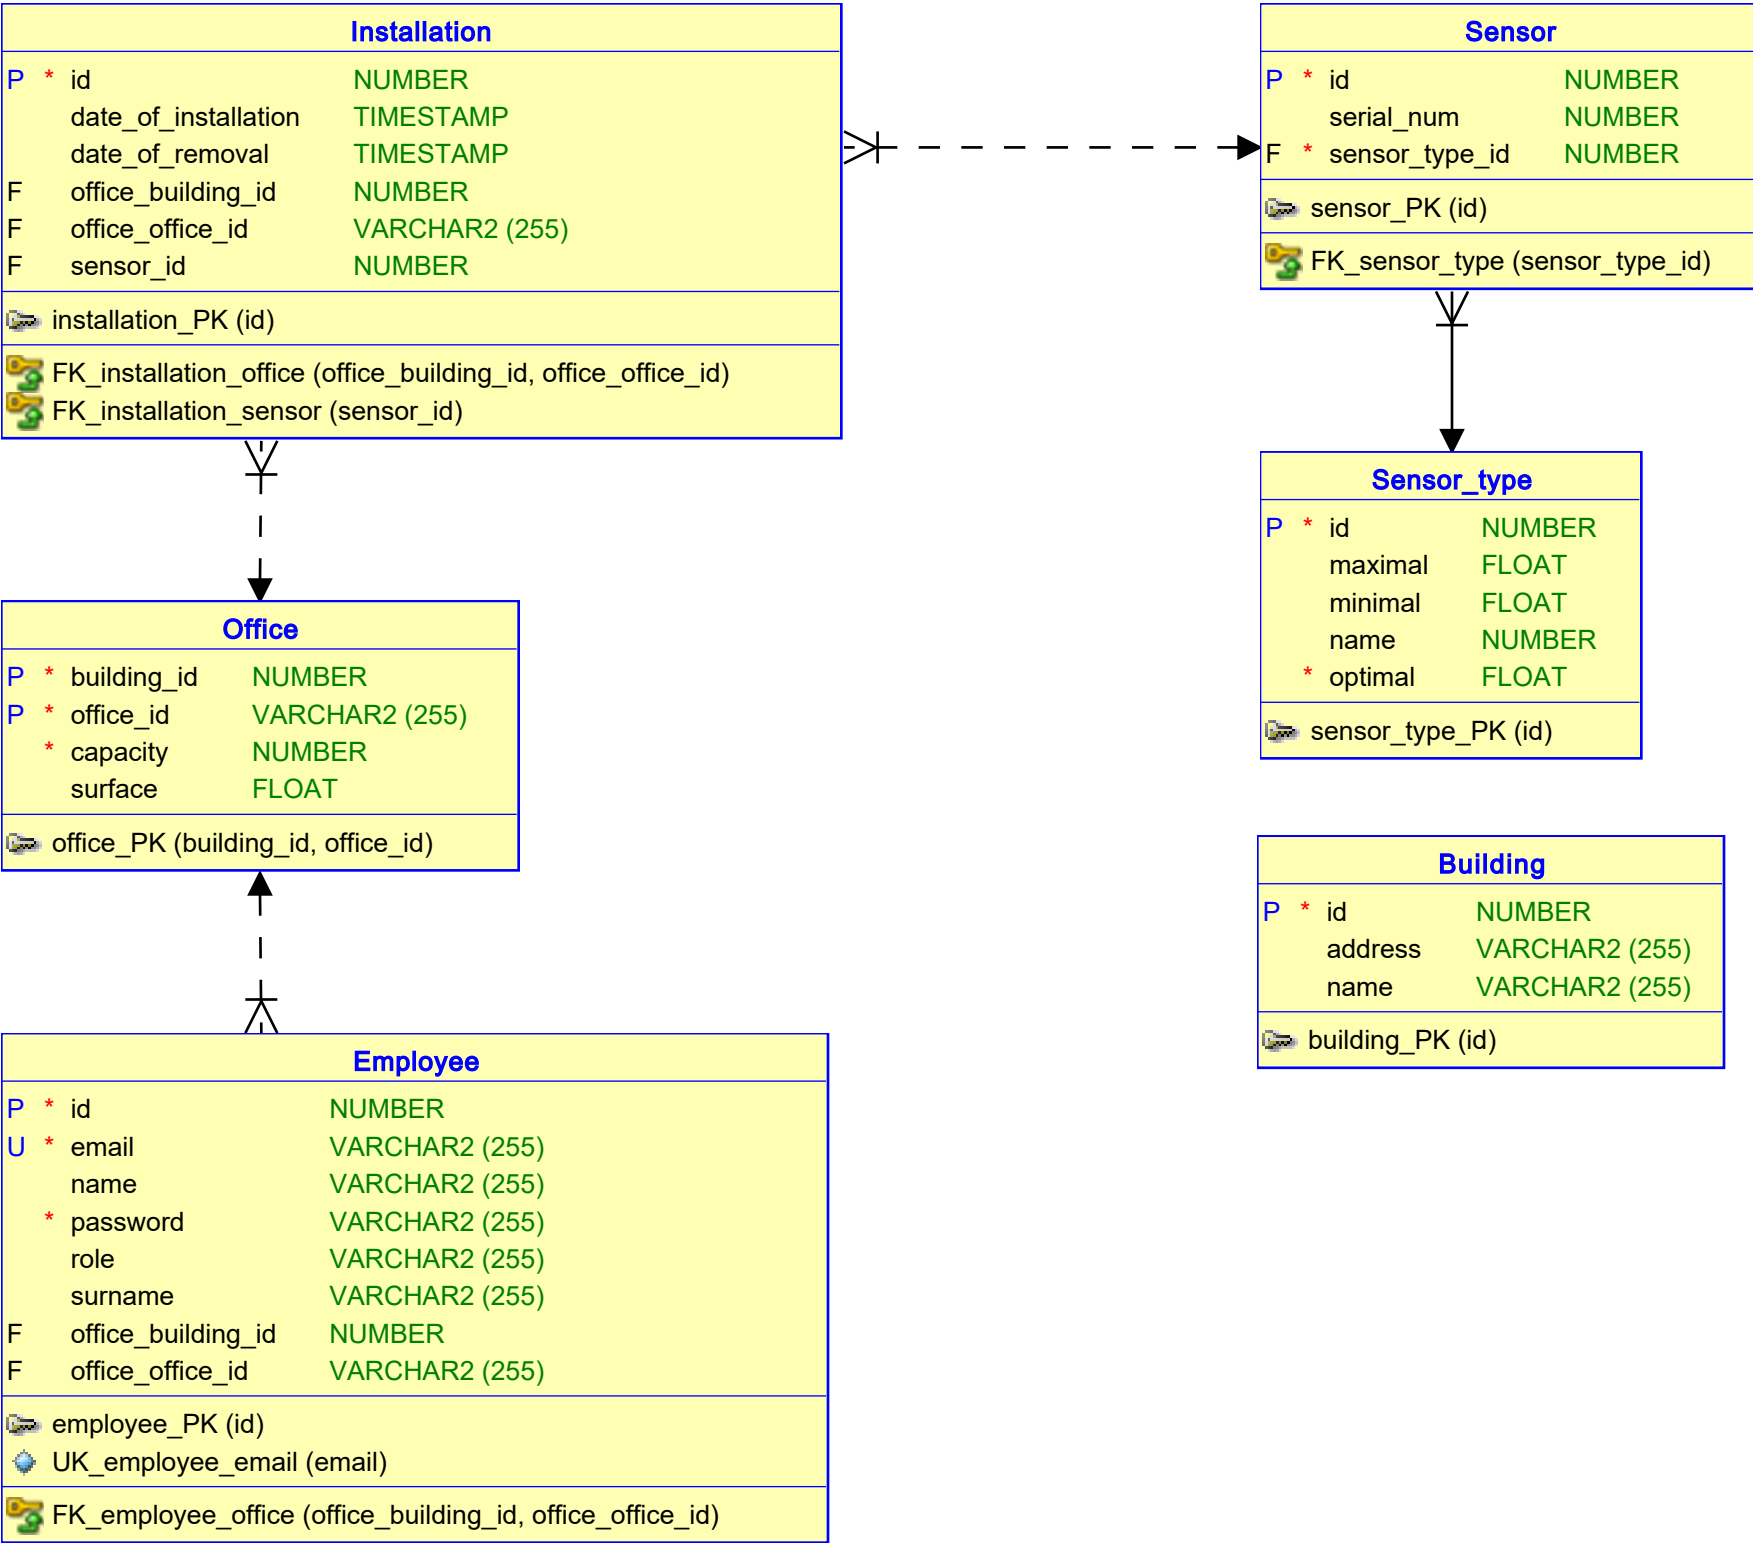 Installation
P * id NUMBER
date_of_installation TIMESTAMP
date_of_removal TIMESTAMP
F office_building_id NUMBER
F office_office_id VARCHAR2 (255)
F sensor_id NUMBER
installation_PK (id)
FK_installation_office (office_building_id, office_office_id)
FK_installation_sensor (sensor_id)
Sensor
P * id NUMBER
serial_num NUMBER
F * sensor_type_id NUMBER
sensor_PK (id)
FK_sensor_type (sensor_type_id)
Sensor_type
P * id NUMBER
maximal FLOAT
minimal FLOAT
name NUMBER
* optimal FLOAT
sensor_type_PK (id)
Office
P * building_id NUMBER
P * office_id VARCHAR2 (255)
* capacity NUMBER
surface FLOAT
office_PK (building_id, office_id)
Building
P * id NUMBER
address VARCHAR2 (255)
name VARCHAR2 (255)
building_PK (id)
Employee
P * id NUMBER
U * email VARCHAR2 (255)
name VARCHAR2 (255)
* password VARCHAR2 (255)
role VARCHAR2 (255)
surname VARCHAR2 (255)
F office_building_id NUMBER
F office_office_id VARCHAR2 (255)
employee_PK (id)
UK_employee_email (email)
FK_employee_office (office_building_id, office_office_id)